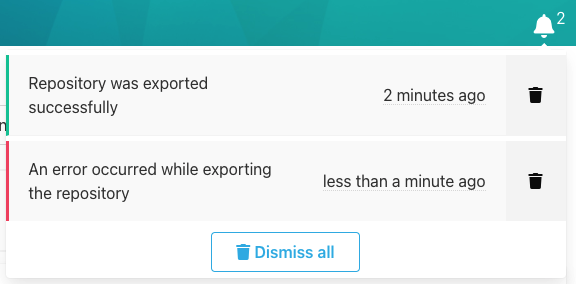 2
Repository was exported
successfully
2 minutes ago
An error occurred while exporting
the repository
less than a minute ago
Dismiss all